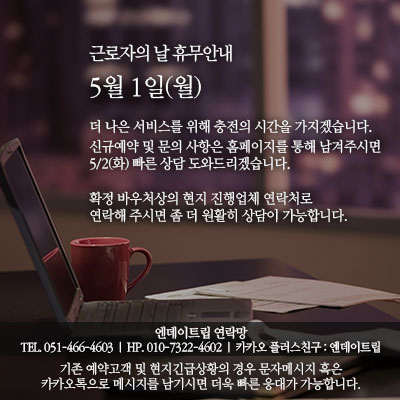 근로자의 날 휴무안내
5월 1일(월)
더 나은 서비스를 위해 충전의 시간을 가지겠습니다.
신규예약 및 문의 사항은 홈페이지를 통해 남겨주시면
5/2(화) 빠른 상담 도와드리겠습니다.
확정 바우처상의 현지 진행업체 연락처로
연락해 주시면 좀 더 원활히 상담이 가능합니다.
엔데이트립 연락망
TEL. 051-466-4603 | HP. 010-7322-4602 | 카카오 플러스친구 : 엔데이트립
기존 예약고객 및 현지긴급상황의 경우 문자메시지 혹은
카카오톡으로 메시지를 남기시면 더욱 빠른 응대가 가능합니다.